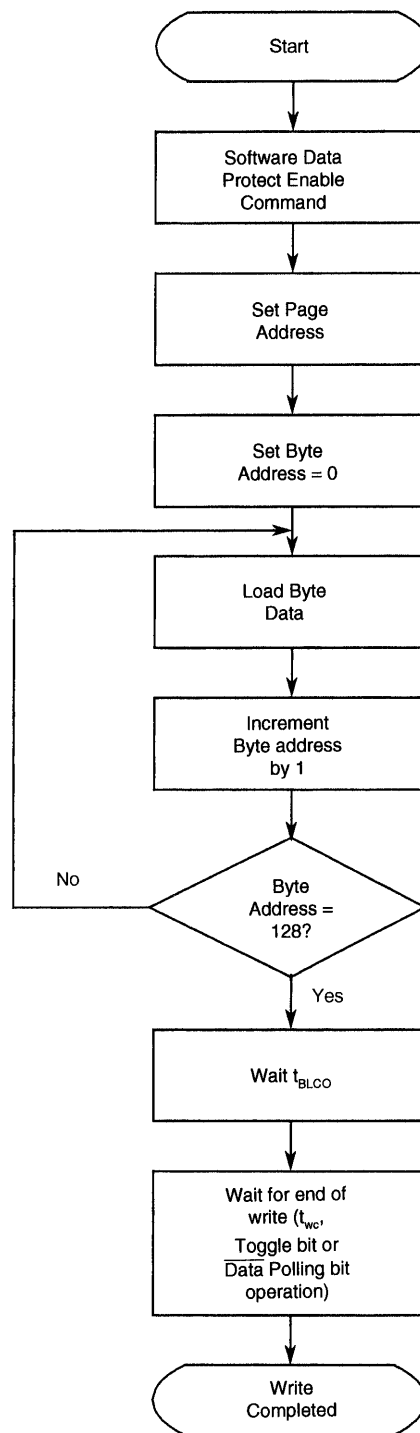 Start
Software Data
Protect Enable
Command
Set Page
Address
Set Byte
Address = 0
Load Byte
Data
Increment
Byte address
by 1
No
Byte
Address =
128?
Yes
Wait tBLCO
Wait for end of
write (twc,
Toggle bit or
Data Polling bit
operation)
Write
Completed